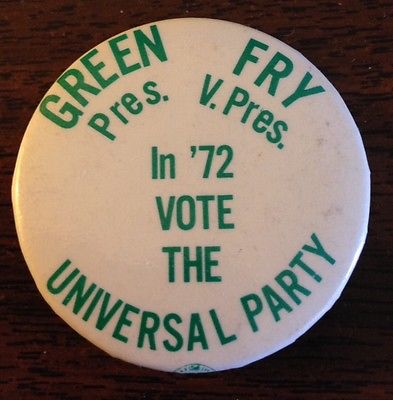 GREEN FRY
Pres. V. Pres.
In '72
VOTE
THE
UNIVERSAL PARTY